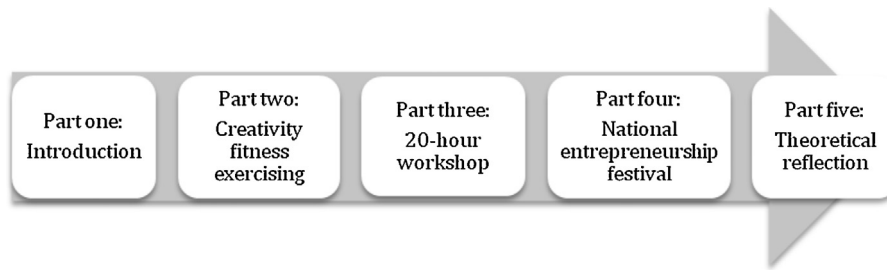 Part one:
Introduction
Part two:
Creativity
fitness
exercising
Part three:
20-hour
workshop
Part four:
National
entrepreneurship
festival
Part five:
Theoretical
reflection